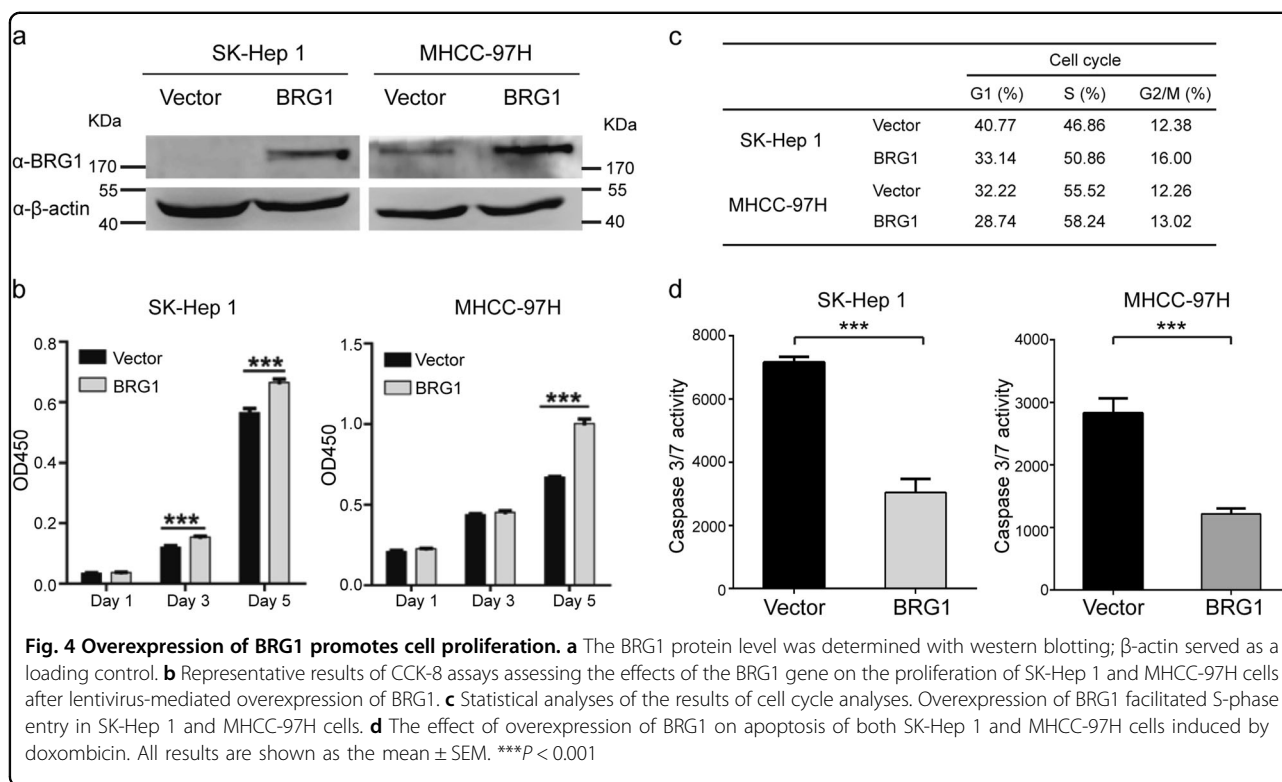 a
SK-Hep 1 MHCC-97H
Vector BRG1 Vector BRG1
KDa KDa
α-BRG1 170 170
55 55
α-β-actin
40 40
c
Cell cycle
G1 (%) S (%) G2/M (%)
SK-Hep 1
Vector 40.77 46.86 12.38
BRG1 33.14 50.86 16.00
MHCC-97H
Vector 32.22 55.52 12.26
BRG1 28.74 58.24 13.02
b
SK-Hep 1
OD450
0.8
0.6
0.4
0.2
0.0
Vector
BRG1
***
***
Day 1 Day 3 Day 5
MHCC-97H
OD450
1.5
1.0
0.5
0.0
Vector
BRG1
***
Day 1 Day 3 Day 5
d
SK-Hep 1
Caspase 3/7 activity
8000
6000
4000
2000
0
***
Vector BRG1
MHCC-97H
Caspase 3/7 activity
4000
3000
2000
1000
0
***
Vector BRG1
Fig. 4 Overexpression of BRG1 promotes cell proliferation. a The BRG1 protein level was determined with western blotting; β-actin served as a
loading control. b Representative results of CCK-8 assays assessing the effects of the BRG1 gene on the proliferation of SK-Hep 1 and MHCC-97H cells
after lentivirus-mediated overexpression of BRG1. c Statistical analyses of the results of cell cycle analyses. Overexpression of BRG1 facilitated S-phase
entry in SK-Hep 1 and MHCC-97H cells. d The effect of overexpression of BRG1 on apoptosis of both SK-Hep 1 and MHCC-97H cells induced by
doxombicin. All results are shown as the mean ± SEM. ***P < 0.001